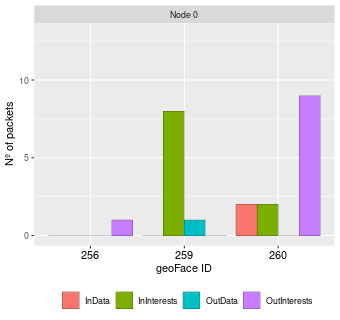 Node 0
Nº of packets
10
5
0
256 259 260
geoFace ID
InData InInterests OutData OutInterests